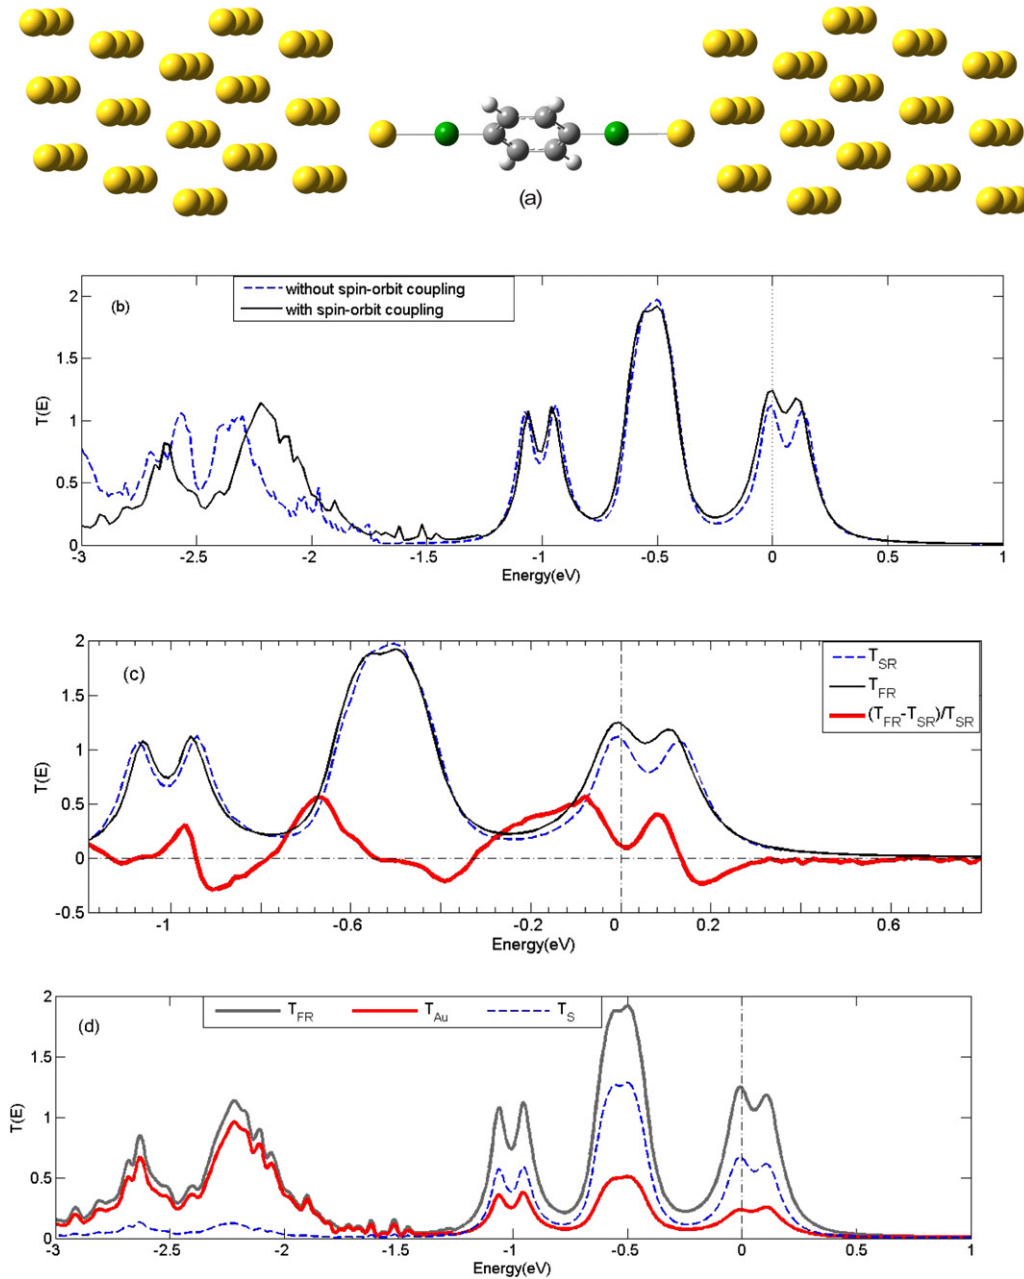 (a)
(b)
without spin-orbit coupling
with spin-orbit coupling
T(E)
2
1.5
1
0.5
0
-3 -2.5 -2 -1.5 -1 -0.5 0 0.5 1
Energy(eV)
(c)
T_SR
T_FR
(T_FR-T_SR)/T_SR
T(E)
2
1.5
1
0.5
0
-0.5
-1 -0.6 -0.2 0 0.2 0.6
Energy(eV)
(d)
T_FR T_Au T_S
T(E)
2
1.5
1
0.5
0
-3 -2.5 -2 -1.5 -1 -0.5 0 0.5 1
Energy(eV)